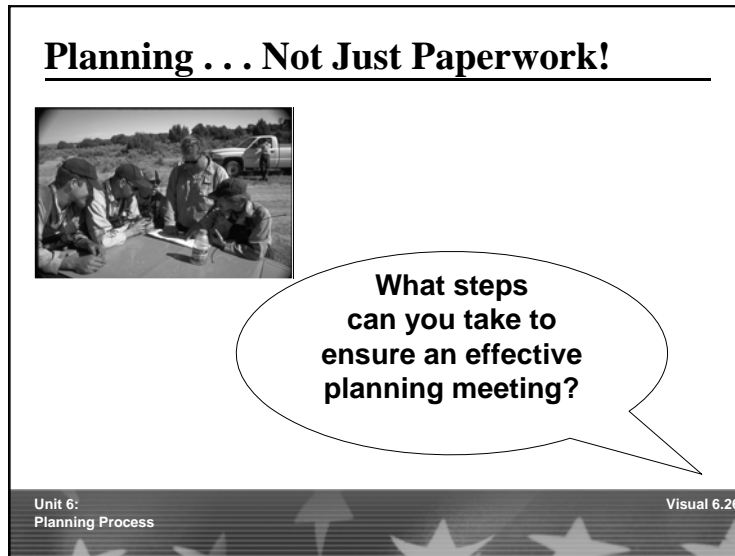 Planning . . . Not Just Paperwork!
What steps
can you take to
ensure an effective
planning meeting?
Unit 6:
Planning Process
Visual 6.26